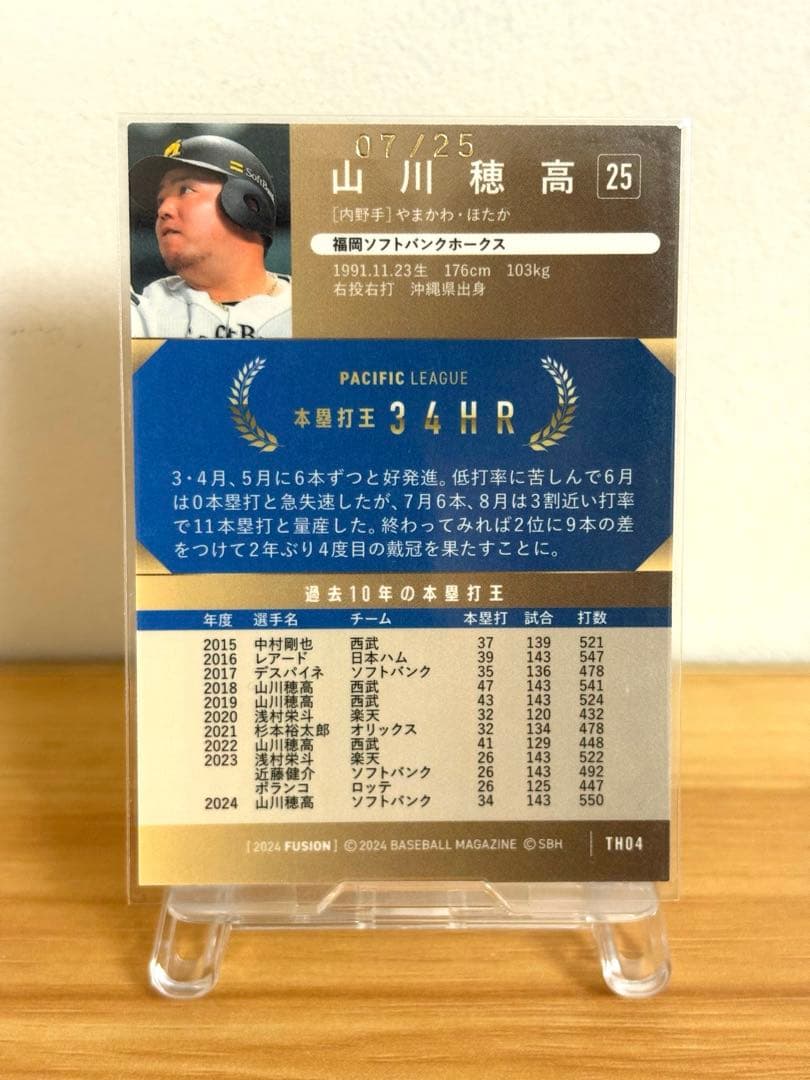 07/25
山川穂高 25
[内野手]やまかわ・ほたか
福岡ソフトバンクホークス
1991.11.23生 176cm 103kg
右投右打 沖縄県出身
PACIFIC LEAGUE
本塁打王 34HR
3・4月、5月に6本ずつと好発進。低打率に苦しんで6月
は0本塁打と急失速したが、7月6本、8月は3割近い打率
で11本塁打と量産した。終わってみれば2位に9本の差
をつけて2年ぶり4度目の戴冠を果たすことに。
過去10年の本塁打王
年度 選手名 チーム 本塁打 試合 打数
2015 中村剛也 西武 37 139 521
2016 レアード 日本ハム 39 143 547
2017 デスパイネ ソフトバンク 35 136 478
2018 山川穂高 西武 47 143 541
2019 山川穂高 西武 43 143 524
2020 浅村栄斗 楽天 32 120 432
2021 杉本裕太郎 オリックス 32 134 478
2022 山川穂高 西武 41 129 448
2023 浅村栄斗 楽天 26 143 522
近藤健介 ソフトバンク 26 143 492
ポランコ ロッテ 26 125 447
2024 山川穂高 ソフトバンク 34 143 550
[2024 FUSION] ©2024 BASEBALL MAGAZINE ©SBH TH04